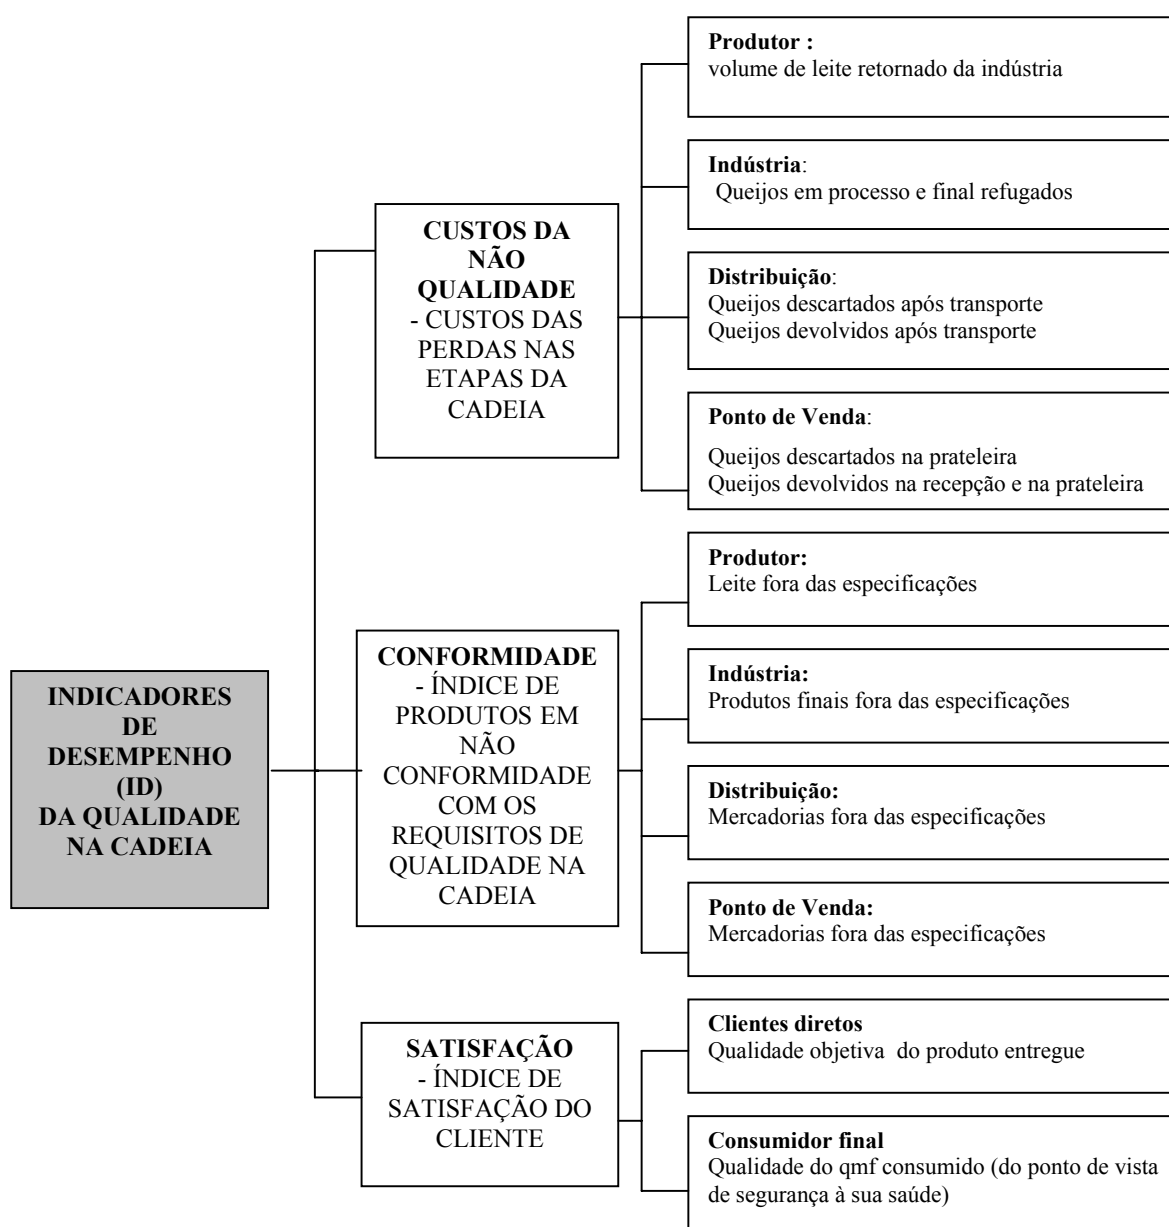 INDICADORES
DE
DESEMPENHO
(ID)
DA QUALIDADE
NA CADEIA
CUSTOS DA
NÃO
QUALIDADE
- CUSTOS DAS
PERDAS NAS
ETAPAS DA
CADEIA
Produtor :
volume de leite retornado da indústria
Indústria:
Queijos em processo e final refugados
Distribuição:
Queijos descartados após transporte
Queijos devolvidos após transporte
Ponto de Venda:
Queijos descartados na prateleira
Queijos devolvidos na recepção e na prateleira
CONFORMIDADE
- ÍNDICE DE
PRODUTOS EM
NÃO
CONFORMIDADE
COM OS
REQUISITOS DE
QUALIDADE NA
CADEIA
Produtor:
Leite fora das especificações
Indústria:
Produtos finais fora das especificações
Distribuição:
Mercadorias fora das especificações
Ponto de Venda:
Mercadorias fora das especificações
SATISFAÇÃO
- ÍNDICE DE
SATISFAÇÃO DO
CLIENTE
Clientes diretos
Qualidade objetiva do produto entregue
Consumidor final
Qualidade do qmf consumido (do ponto de vista
de segurança à sua saúde)